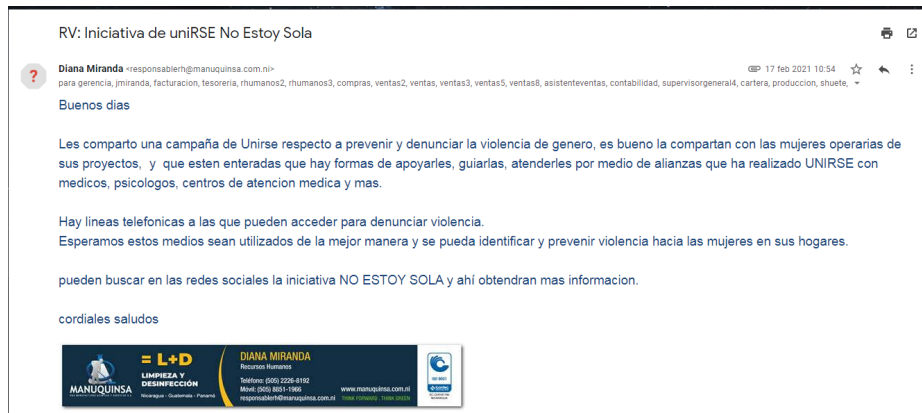 RV: Iniciativa de uniRSE No Estoy Sola
Diana Miranda <responsablerh@manuquinsa.com.ni>
17 feb 2021 10:54
para gerencia, jmiranda, facturacion, tesoreria, rhumanos2, rhumanos3, compras, ventas2, ventas, ventas3, ventas5, ventas8, asistenteventas, contabilidad, supervisorgeneral4, cartera, produccion, shuete,
Buenos dias
Les comparto una campaña de Unirse respecto a prevenir y denunciar la violencia de genero, es bueno la compartan con las mujeres operarias de
sus proyectos, y que esten enteradas que hay formas de apoyarles, guiarlas, atenderles por medio de alianzas que ha realizado UNIRSE con
medicos, psicologos, centros de atencion medica y mas.
Hay lineas telefonicas a las que pueden acceder para denunciar violencia.
Esperamos estos medios sean utilizados de la mejor manera y se pueda identificar y prevenir violencia hacia las mujeres en sus hogares.
pueden buscar en las redes sociales la iniciativa NO ESTOY SOLA y ahí obtendran mas informacion.
cordiales saludos
MANUQUINSA
= L+D
LIMPIEZA Y
DESINFECCIÓN
Nicaragua - Guatemala - Panamá
DIANA MIRANDA
Recursos Humanos
Teléfono: (505) 2226-8192
Móvil: (505) 8851-1966
responsablerh@manuquinsa.com.ni
www.manuquinsa.com.ni
THINK FORWARD . THINK GREEN